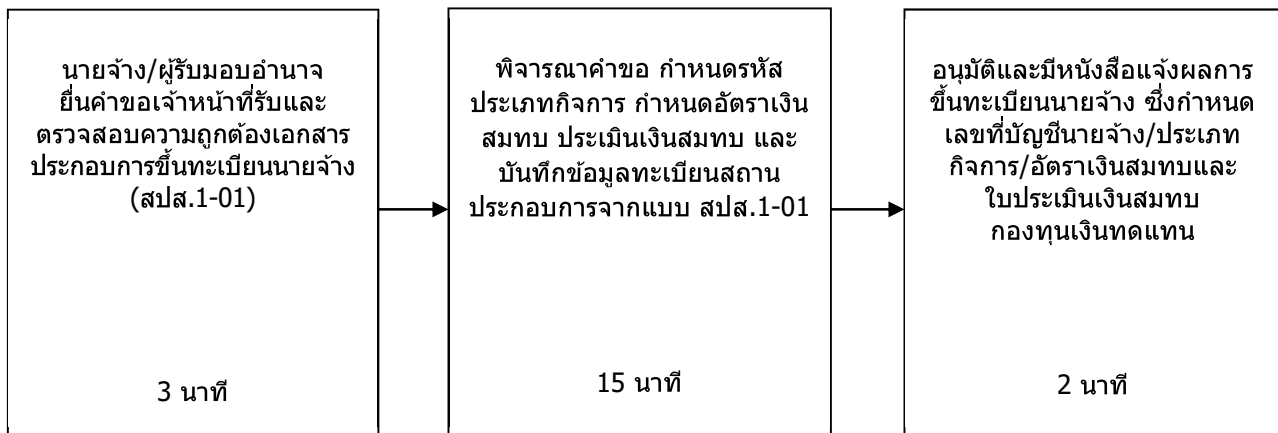 นายจ้าง/ผู้รับมอบอำนาจ
ยื่นคำขอเจ้าหน้าที่รับและ
ตรวจสอบความถูกต้องเอกสาร
ประกอบการขึ้นทะเบียนนายจ้าง
(สปส.1-01)
3 นาที
พิจารณาคำขอ กำหนดรหัส
ประเภทกิจการ กำหนดอัตราเงิน
สมทบ ประเมินเงินสมทบ และ
บันทึกข้อมูลทะเบียนสถาน
ประกอบการจากแบบ สปส.1-01
15 นาที
อนุมัติและมีหนังสือแจ้งผลการ
ขึ้นทะเบียนนายจ้าง ซึ่งกำหนด
เลขที่บัญชีนายจ้าง/ประเภท
กิจการ/อัตราเงินสมทบและ
ใบประเมินเงินสมทบ
กองทุนเงินทดแทน
2 นาที